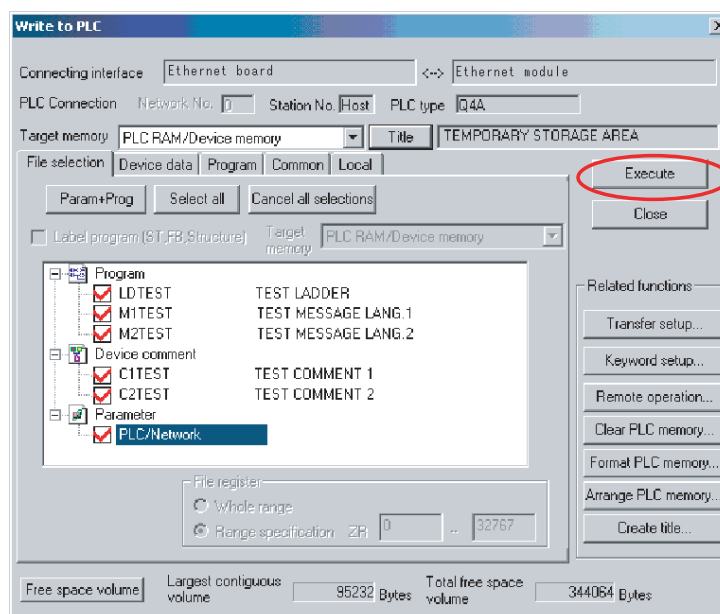 Write to PLC
Connecting interface Ethernet board <--> Ethernet module
PLC Connection Network No. 0 Station No. Host PLC type Q4A
Target memory PLC RAM/Device memory Title TEMPORARY STORAGE AREA
File selection Device data Program Common Local
Execute
Param+Prog Select all Cancel all selections
Close
Label program (ST,FB,Structure) Target memory PLC RAM/Device memory
Program
LDTEST TEST LADDER
M1TEST TEST MESSAGE LANG.1
M2TEST TEST MESSAGE LANG.2
Device comment
C1TEST TEST COMMENT 1
C2TEST TEST COMMENT 2
Parameter
PLC/Network
File register
Whole range
Range specification ZR 0 .. 32767
Related functions
Transfer setup...
Keyword setup...
Remote operation...
Clear PLC memory...
Format PLC memory...
Arrange PLC memory...
Create title...
Free space volume Largest contiguous volume 95232 Bytes Total free space volume 344064 Bytes